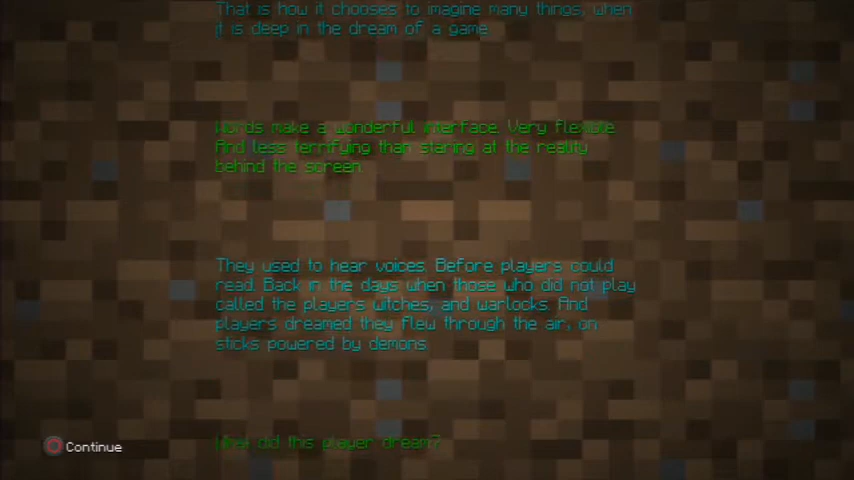 That is how it chooses to imagine many things, when
it is deep in the dream of a game.
Words make a wonderful interface. Very flexible.
And less terrifying than staring at the reality
behind the screen.
They used to hear voices. Before players could
read. Back in the days when those who did not play
called the players witches, and warlocks. And
players dreamed they flew through the air, on
sticks powered by demons.
What did this player dream?
Continue